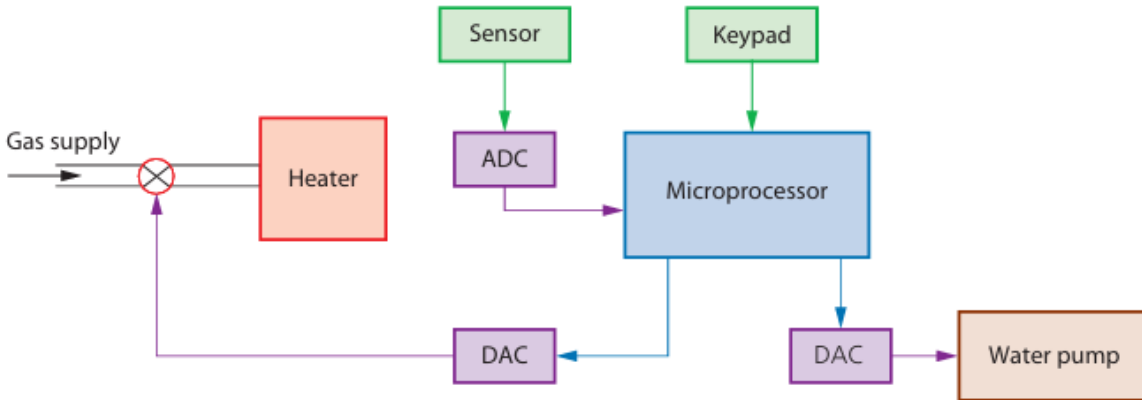 Sensor
Keypad
Gas supply
Heater
ADC
Microprocessor
DAC
DAC
Water pump